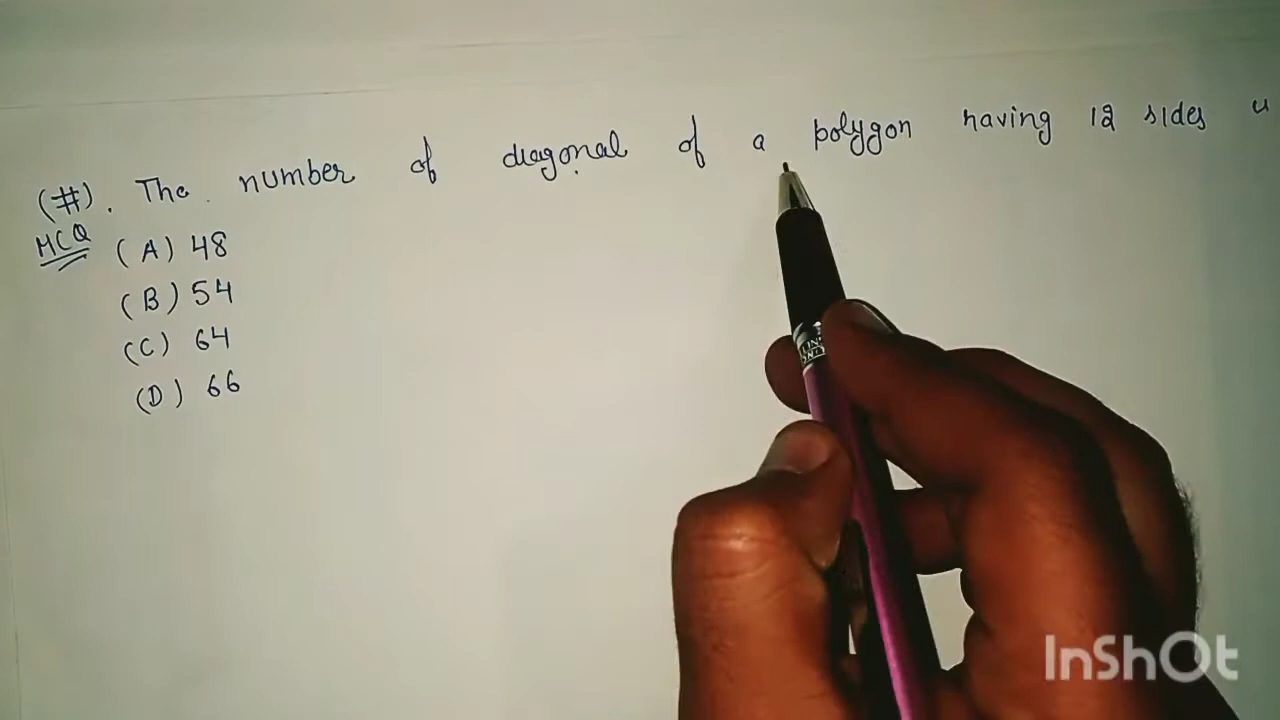 (#). The number of diagonal of a polygon having 12 sides
MCQ (A) 48
(B) 54
(C) 64
(D) 66
InShOt